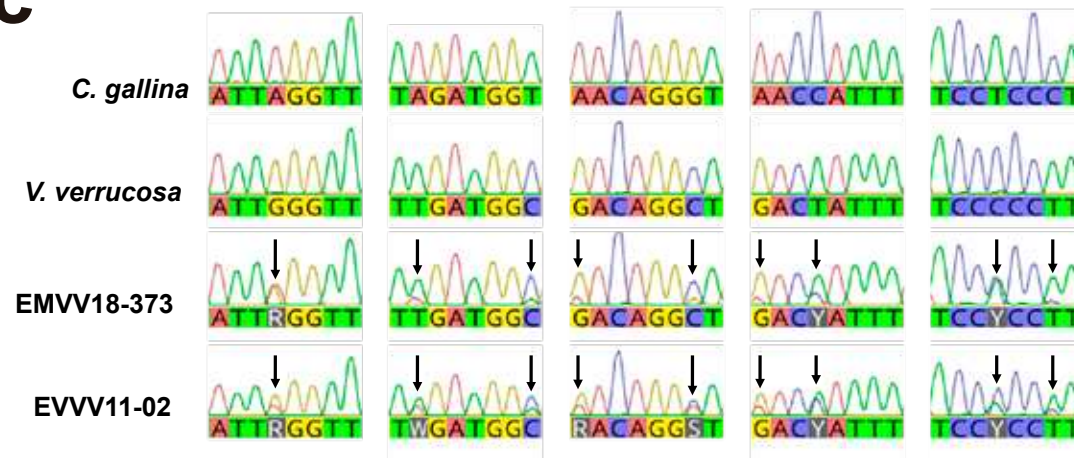 C
C. gallina
ATTAGGTT TAGATGGT AACAGGGT AACCATTT TCCTCCCT
V. verrucosa
ATTGGGTT TTGATGGC GACAGGCT GACTATTT TCCCCCTT
EMVV18-373
ATTRGGTT TTGATGGC GACAGGCT GACYATTT TCCYCCTT
EVVV11-02
ATTRGGTT TWGATGGC RACAGGST GACYATTT TCCYCCTT